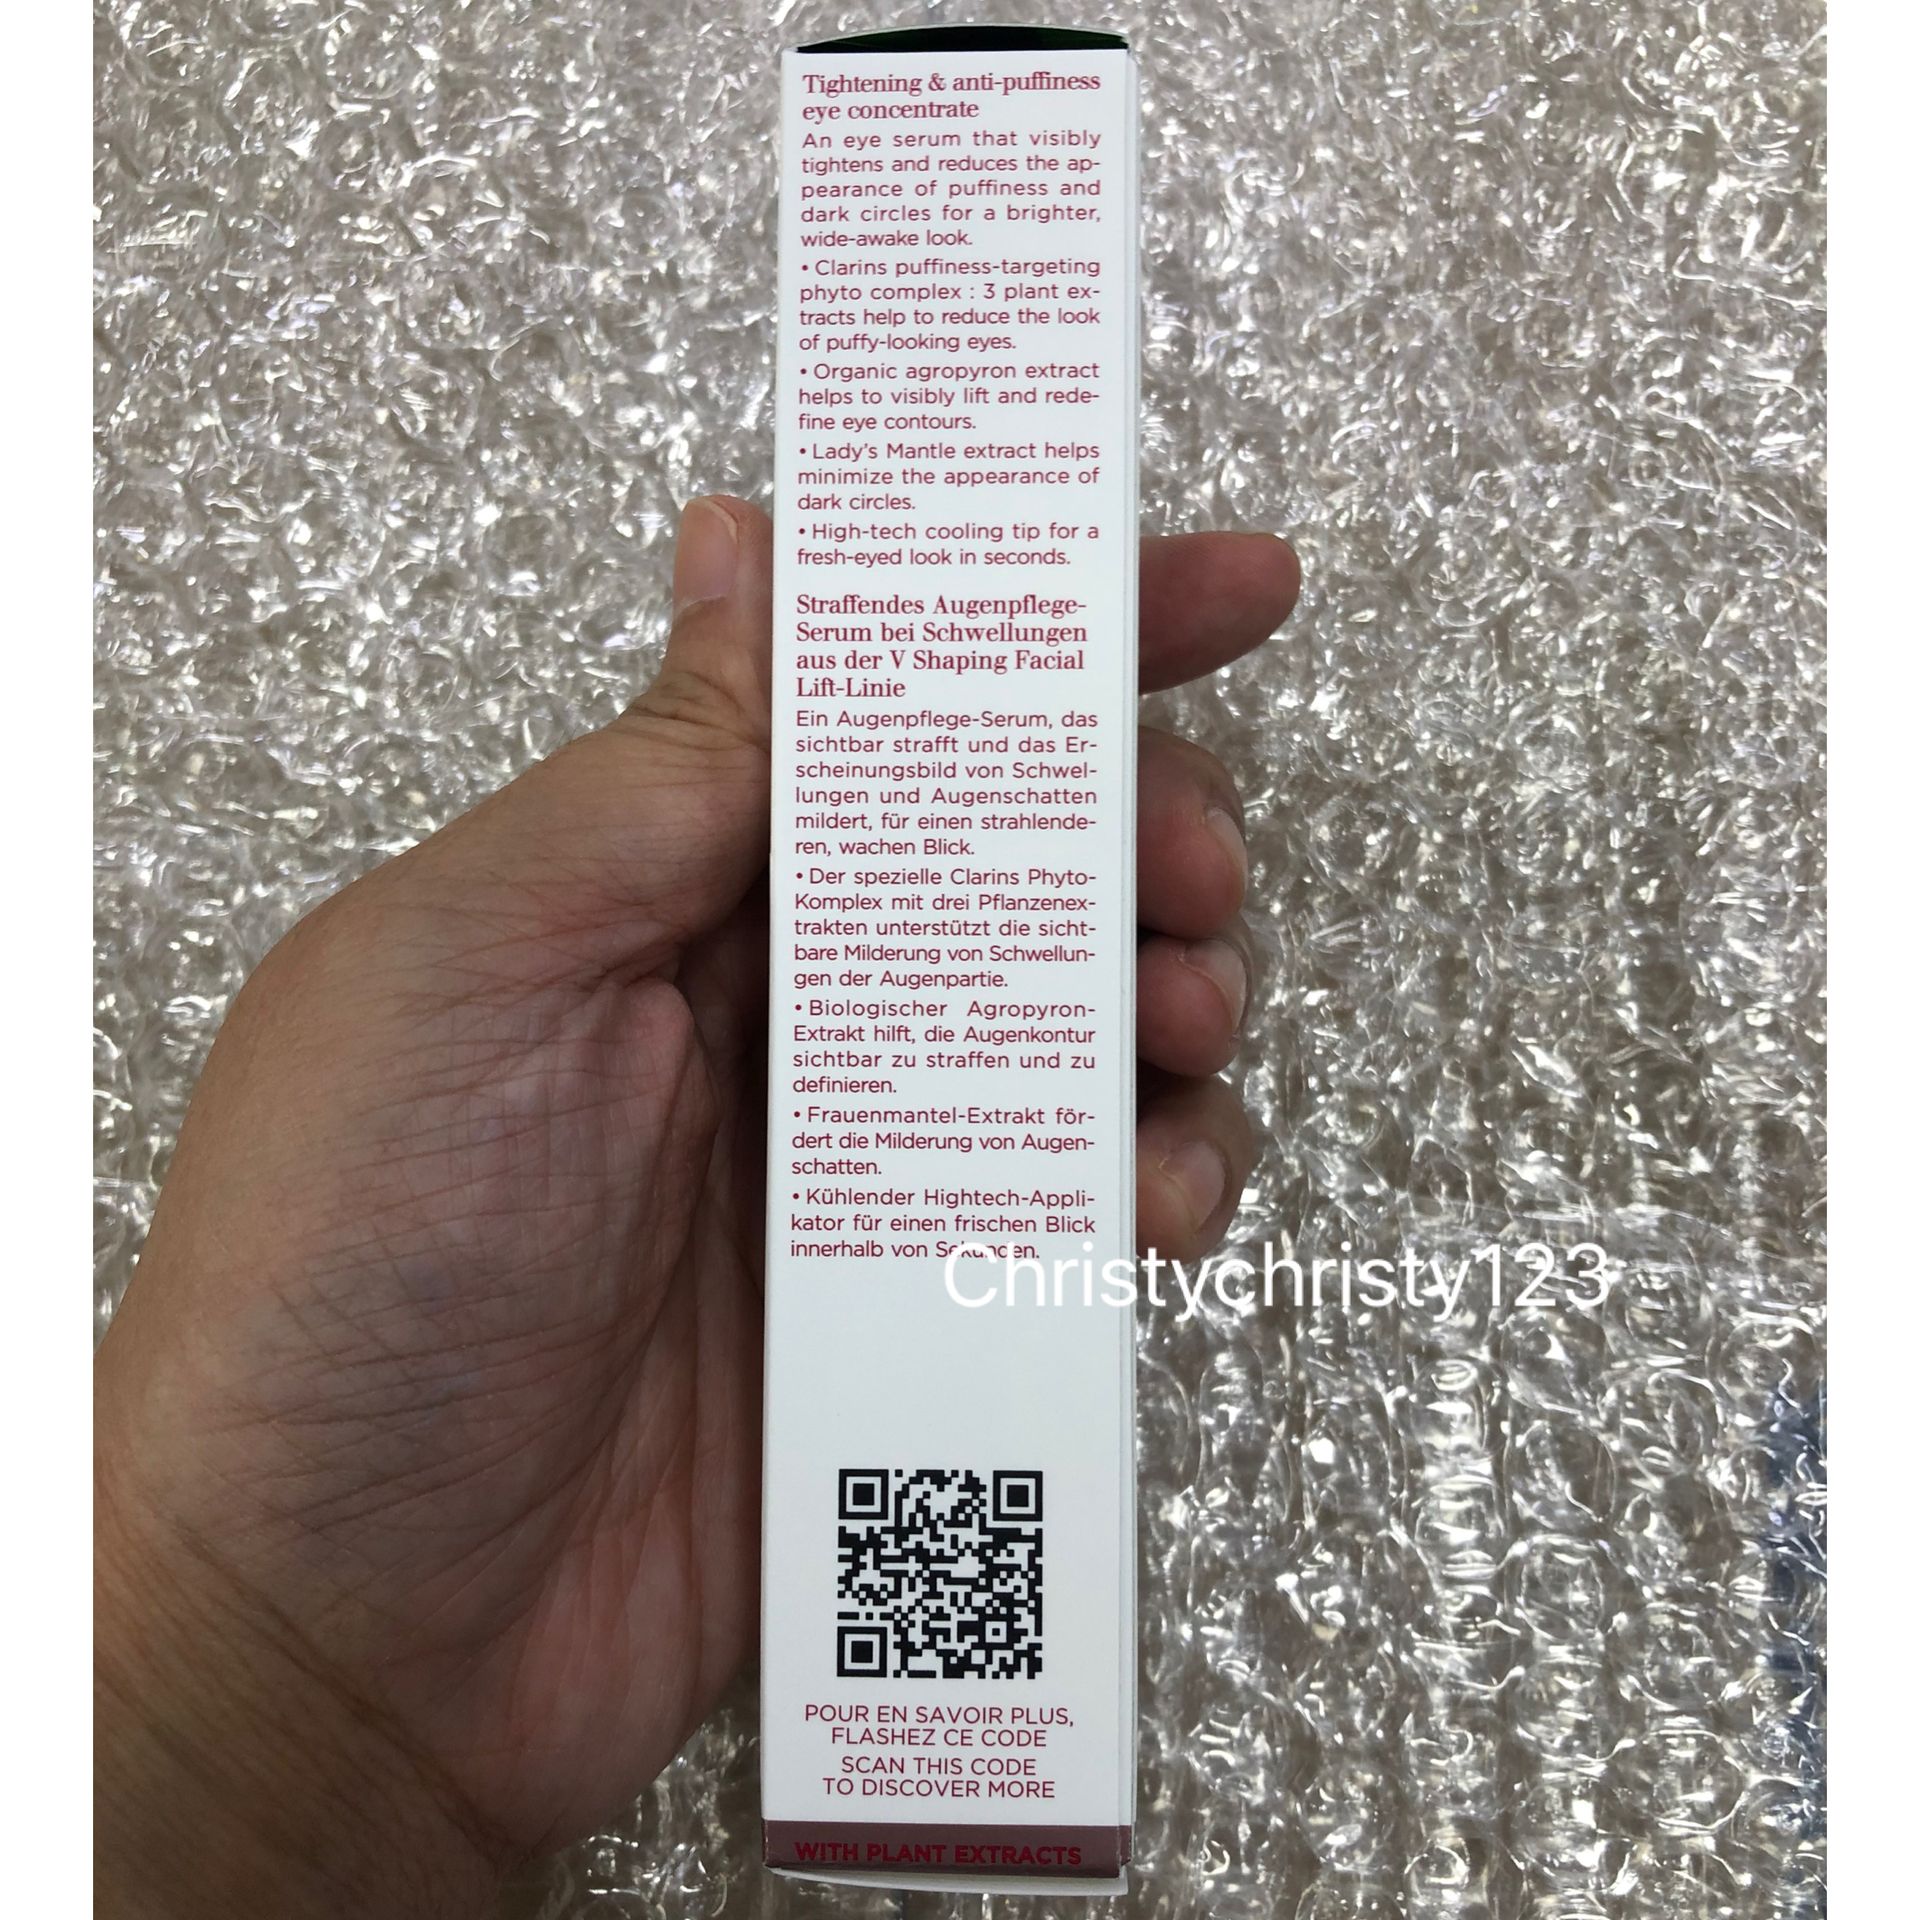 Tightening & anti-puffiness
eye concentrate
An eye serum that visibly
tightens and reduces the ap-
pearance of puffiness and
dark circles for a brighter,
wide-awake look.
• Clarins puffiness-targeting
phyto complex : 3 plant ex-
tracts help to reduce the look
of puffy-looking eyes.
• Organic agropyron extract
helps to visibly lift and rede-
fine eye contours.
• Lady's Mantle extract helps
minimize the appearance of
dark circles.
• High-tech cooling tip for a
fresh-eyed look in seconds.
Straffendes Augenpflege-
Serum bei Schwellungen
aus der V Shaping Facial
Lift-Linie
Ein Augenpflege-Serum, das
sichtbar strafft und das Er-
scheinungsbild von Schwel-
lungen und Augenschatten
mildert, für einen strahlende-
ren, wachen Blick.
• Der spezielle Clarins Phyto-
Komplex mit drei Pflanzenex-
trakten unterstützt die sicht-
bare Milderung von Schwellun-
gen der Augenpartie.
• Biologischer Agropyron-
Extrakt hilft, die Augenkontur
sichtbar zu straffen und zu
definieren.
• Frauenmantel-Extrakt för-
dert die Milderung von Augen-
schatten.
• Kühlender Hightech-Appli-
kator für einen frischen Blick
innerhalb von Sekunden.
Christychristy123
POUR EN SAVOIR PLUS,
FLASHEZ CE CODE
SCAN THIS CODE
TO DISCOVER MORE
WITH PLANT EXTRACTS